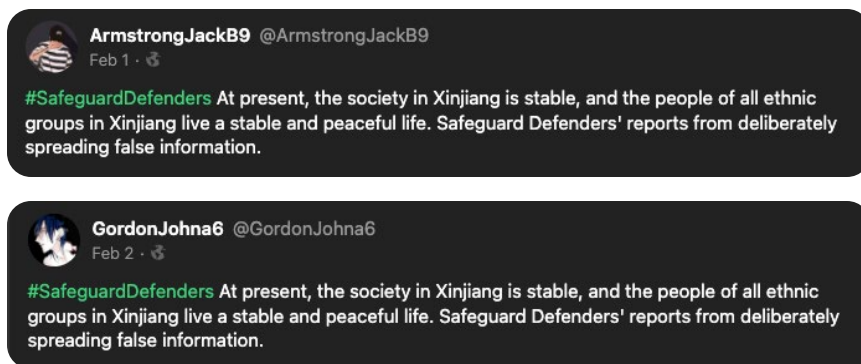 ArmstrongJackB9 @ArmstrongJackB9
Feb 1 ·
#SafeguardDefenders At present, the society in Xinjiang is stable, and the people of all ethnic
groups in Xinjiang live a stable and peaceful life. Safeguard Defenders' reports from deliberately
spreading false information.
GordonJohna6 @GordonJohna6
Feb 2 ·
#SafeguardDefenders At present, the society in Xinjiang is stable, and the people of all ethnic
groups in Xinjiang live a stable and peaceful life. Safeguard Defenders' reports from deliberately
spreading false information.